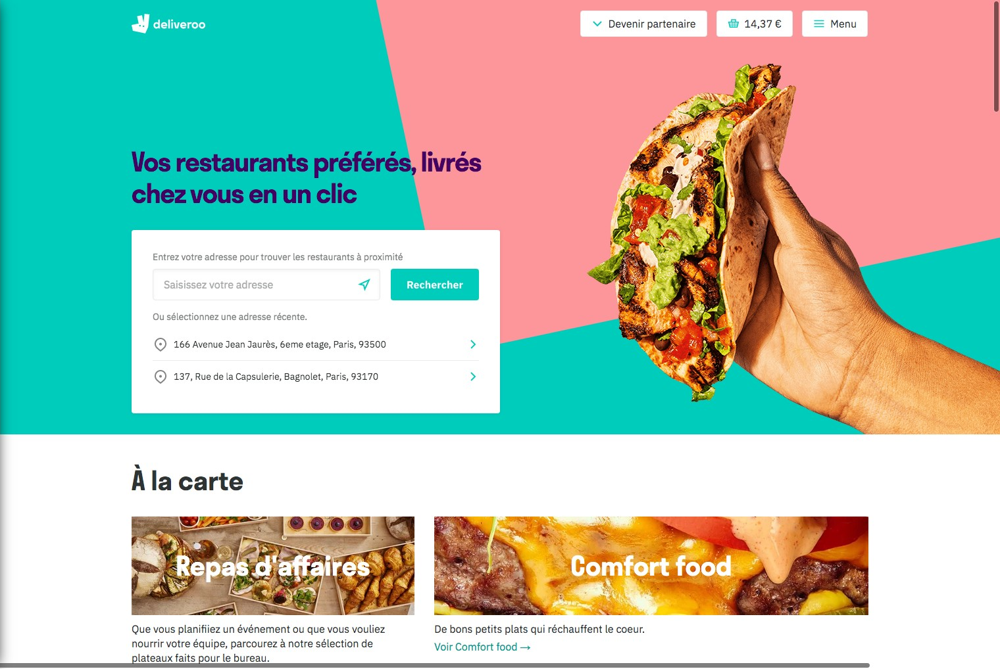 deliveroo
Devenir partenaire
14,37 €
Menu
Vos restaurants préférés, livrés
chez vous en un clic
Entrez votre adresse pour trouver les restaurants à proximité
Saisissez votre adresse
Rechercher
Ou sélectionnez une adresse récente.
166 Avenue Jean Jaurès, 6eme etage, Paris, 93500
137, Rue de la Capsulerie, Bagnolet, Paris, 93170
À la carte
Repas d'affaires
Que vous planifiiez un événement ou que vous vouliez
nourrir votre équipe, parcourez à notre sélection de
plateaux faits pour le bureau.
Comfort food
De bons petits plats qui réchauffent le coeur.
Voir Comfort food →